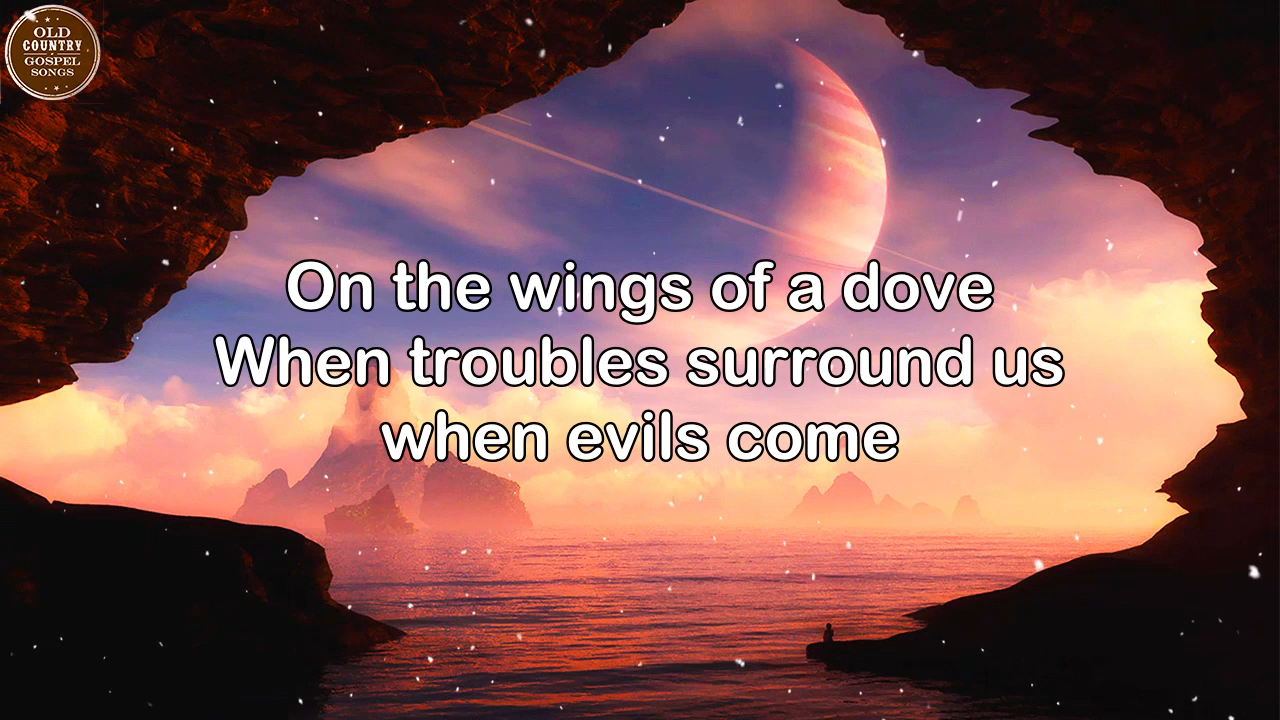 OLD
COUNTRY
GOSPEL
SONGS
On the wings of a dove
When troubles surround us
when evils come